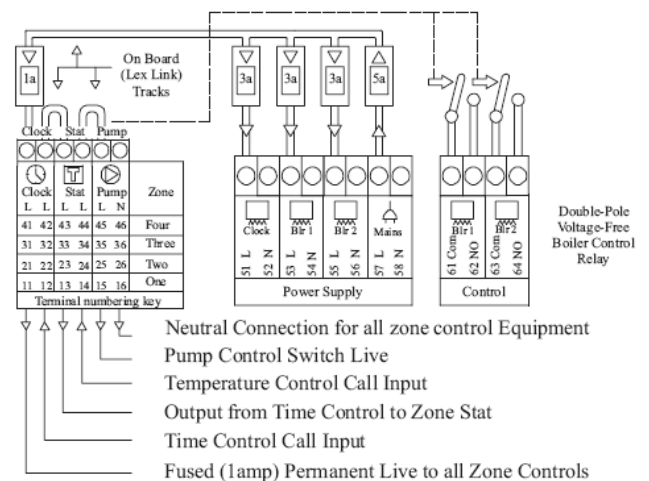 1a
On Board
(Lex Link)
Tracks
3a
3a
3a
5a
Clock Stat Pump
Clock Stat Pump Zone
L L L L L N
41 42 43 44 45 46 Four
31 32 33 34 35 36 Three
21 22 23 24 25 26 Two
11 12 13 14 15 16 One
Terminal numbering key
Clock Blr 1 Blr 2 Mains
51 L
52 N
53 L
54 N
55 L
56 N
57 L
58 N
Power Supply
Blr 1 Blr 2
61 Com
62 NO
63 Com
64 NO
Control
Double-Pole
Voltage-Free
Boiler Control
Relay
Neutral Connection for all zone control Equipment
Pump Control Switch Live
Temperature Control Call Input
Output from Time Control to Zone Stat
Time Control Call Input
Fused (1amp) Permanent Live to all Zone Controls